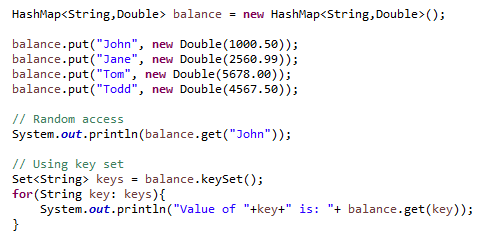 HashMap<String,Double> balance = new HashMap<String,Double>();
balance.put("John", new Double(1000.50));
balance.put("Jane", new Double(2560.99));
balance.put("Tom", new Double(5678.00));
balance.put("Todd", new Double(4567.50));
// Random access
System.out.println(balance.get("John"));
// Using key set
Set<String> keys = balance.keySet();
for(String key: keys){
    System.out.println("Value of "+key+" is: "+ balance.get(key));
}